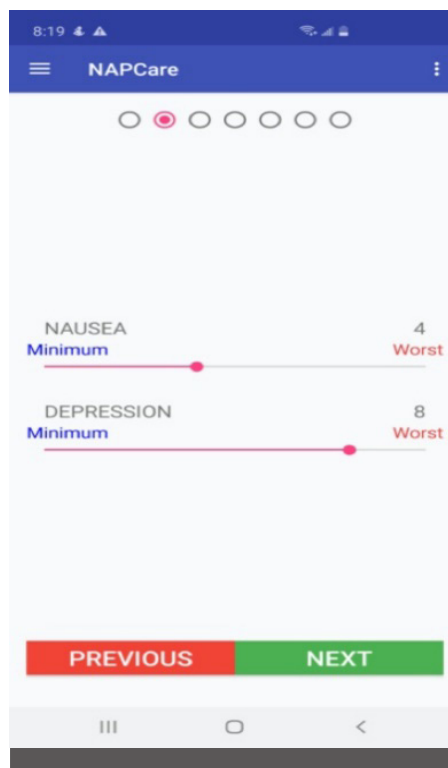 8:19
NAPCare
NAUSEA 4
Minimum Worst
DEPRESSION 8
Minimum Worst
PREVIOUS NEXT